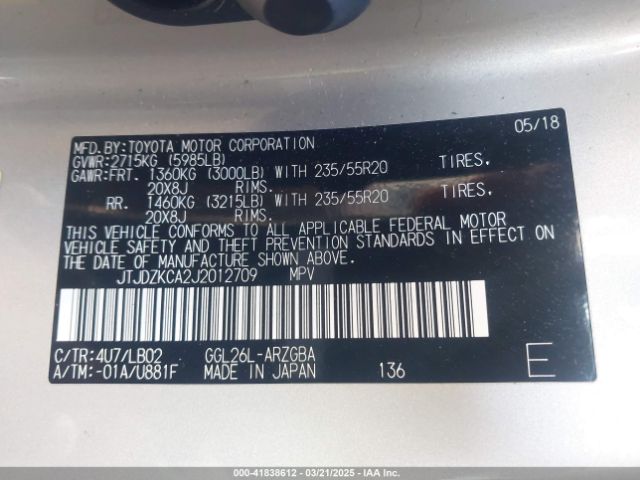 05/18
MFD.BY:TOYOTA MOTOR CORPORATION
GVWR:2715KG (5985LB)
GAWR:FRT. 1360KG (3000LB) WITH 235/55R20 TIRES.
20X8J RIMS.
RR. 1460KG (3215LB) WITH 235/55R20 TIRES.
20X8J RIMS.
THIS VEHICLE CONFORMS TO ALL APPLICABLE FEDERAL MOTOR
VEHICLE SAFETY AND THEFT PREVENTION STANDARDS IN EFFECT ON
THE DATE OF MANUFACTURE SHOWN ABOVE.
JTJDZKCA2J2012709 MPV
C/TR:4U7/LB02 GGL26L-ARZGBA
A/TM:-01A/U881F MADE IN JAPAN 136 E
000-41838612 — 03/21/2025 — IAA Inc.